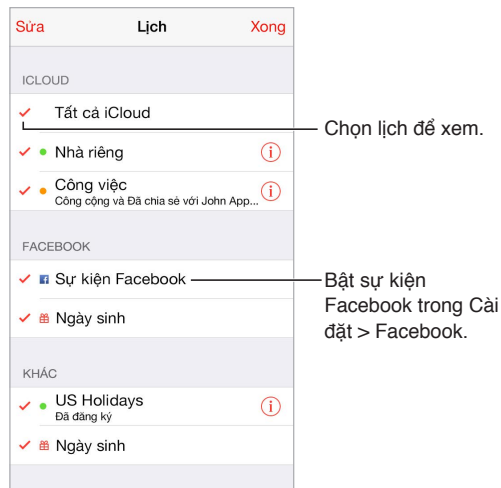 Sửa Lịch Xong
ICLOUD
Tất cả iCloud
Nhà riêng
Công việc
Công cộng và Đã chia sẻ với John App...
FACEBOOK
Sự kiện Facebook
Ngày sinh
KHÁC
US Holidays
Đã đăng ký
Ngày sinh
Chọn lịch để xem.
Bật sự kiện
Facebook trong Cài
đặt > Facebook.